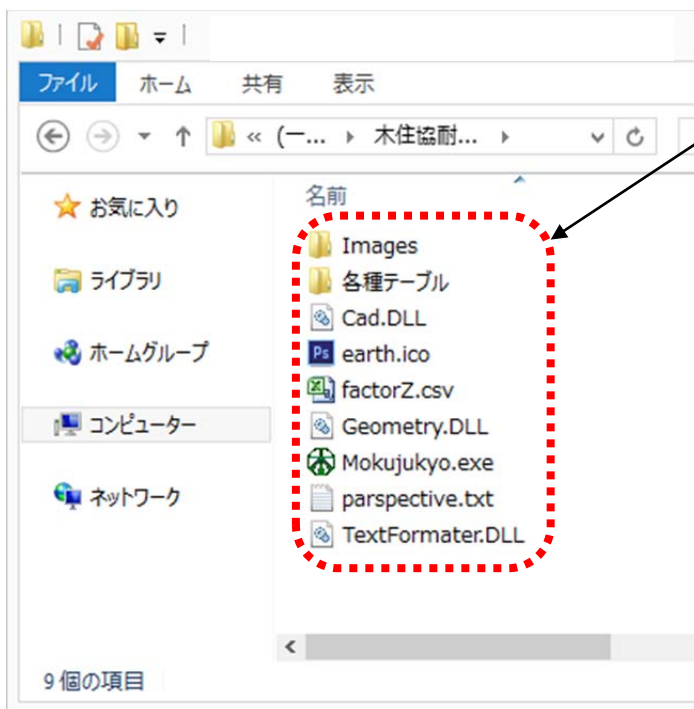 ファイル ホーム 共有 表示
« (一... 木住協耐...
名前
お気に入り
ライブラリ
ホームグループ
コンピューター
ネットワーク
Images
各種テーブル
Cad.DLL
earth.ico
factorZ.csv
Geometry.DLL
Mokujukyo.exe
parspective.txt
TextFormater.DLL
9 個の項目